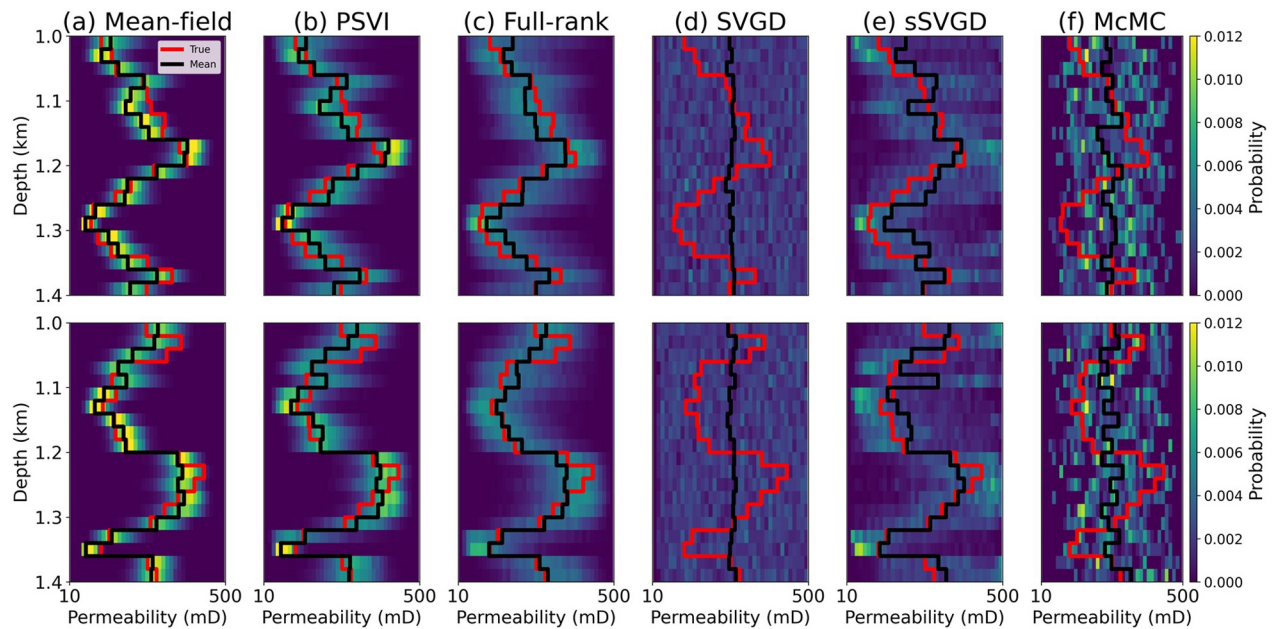 (a) Mean-field (b) PSVI (c) Full-rank (d) SVGD (e) sSVGD (f) McMC
True
Mean
1.0
1.1
1.2
1.3
1.4
Depth (km)
0.012
0.010
0.008
0.006
0.004
0.002
0.000
Probability
1.0
1.1
1.2
1.3
1.4
Depth (km)
0.012
0.010
0.008
0.006
0.004
0.002
0.000
Probability
10 500 10 500 10 500 10 500 10 500 10 500
Permeability (mD) Permeability (mD) Permeability (mD) Permeability (mD) Permeability (mD) Permeability (mD)